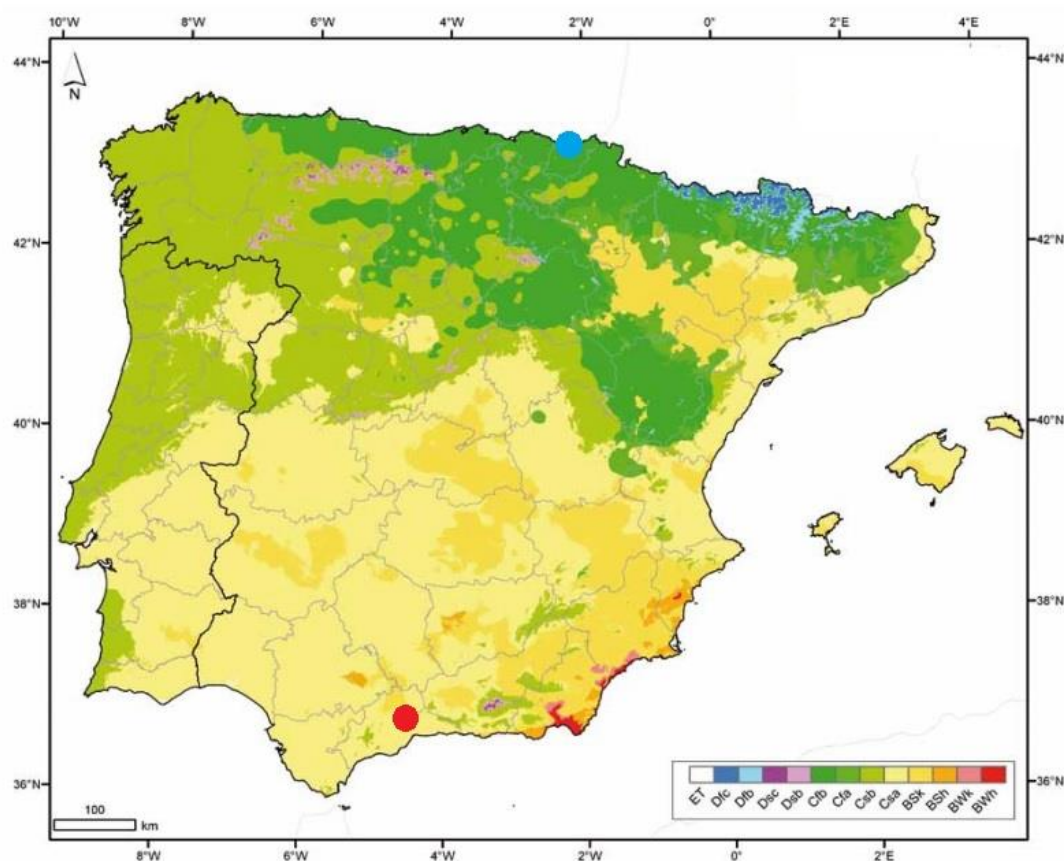 10°W 8°W 6°W 4°W 2°W 0° 2°E 4°E
44°N 44°N
N
42°N 42°N
40°N 40°N
38°N 38°N
36°N 36°N
ET Dfc Dfb Dsc Dsb Cfb Cfa Csb Csa BSk BSh BWk BWh
100
km
8°W 6°W 4°W 2°W 0° 2°E